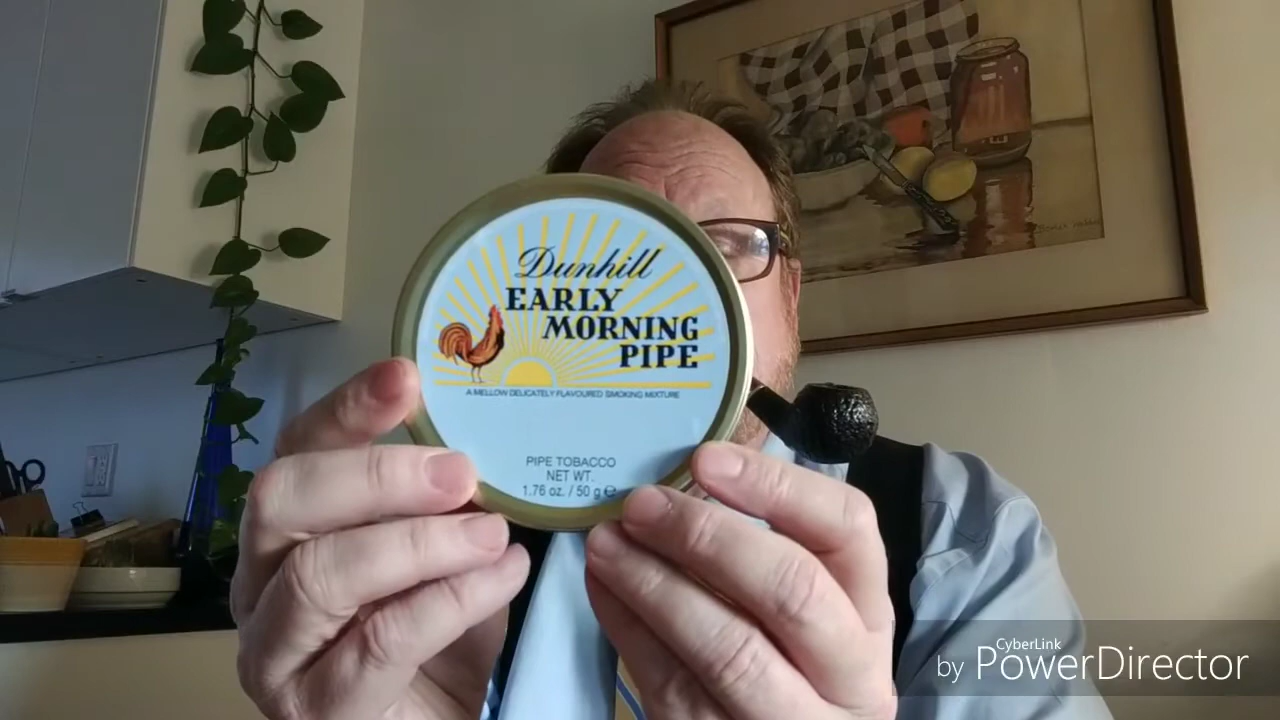 Dunhill
EARLY
MORNING
PIPE
A MELLOW DELICATELY FLAVOURED SMOKING MIXTURE
PIPE TOBACCO
NET WT.
1.76 oz. / 50 g ℮
CyberLink
by PowerDirector